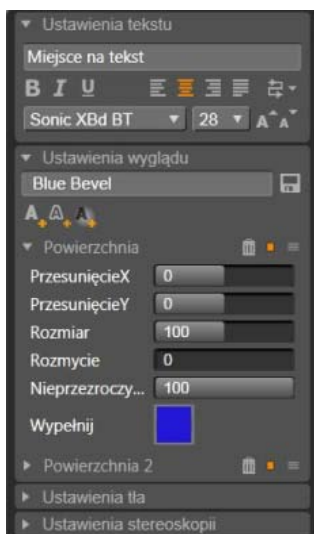 Ustawienia tekstu
Miejsce na tekst
B I U
Sonic XBd BT 28 A A
Ustawienia wyglądu
Blue Bevel
A A A
Powierzchnia
PrzesunięcieX 0
PrzesunięcieY 0
Rozmiar 100
Rozmycie 0
Nieprzezroczy... 100
Wypełnij
Powierzchnia 2
Ustawienia tła
Ustawienia stereoskopii